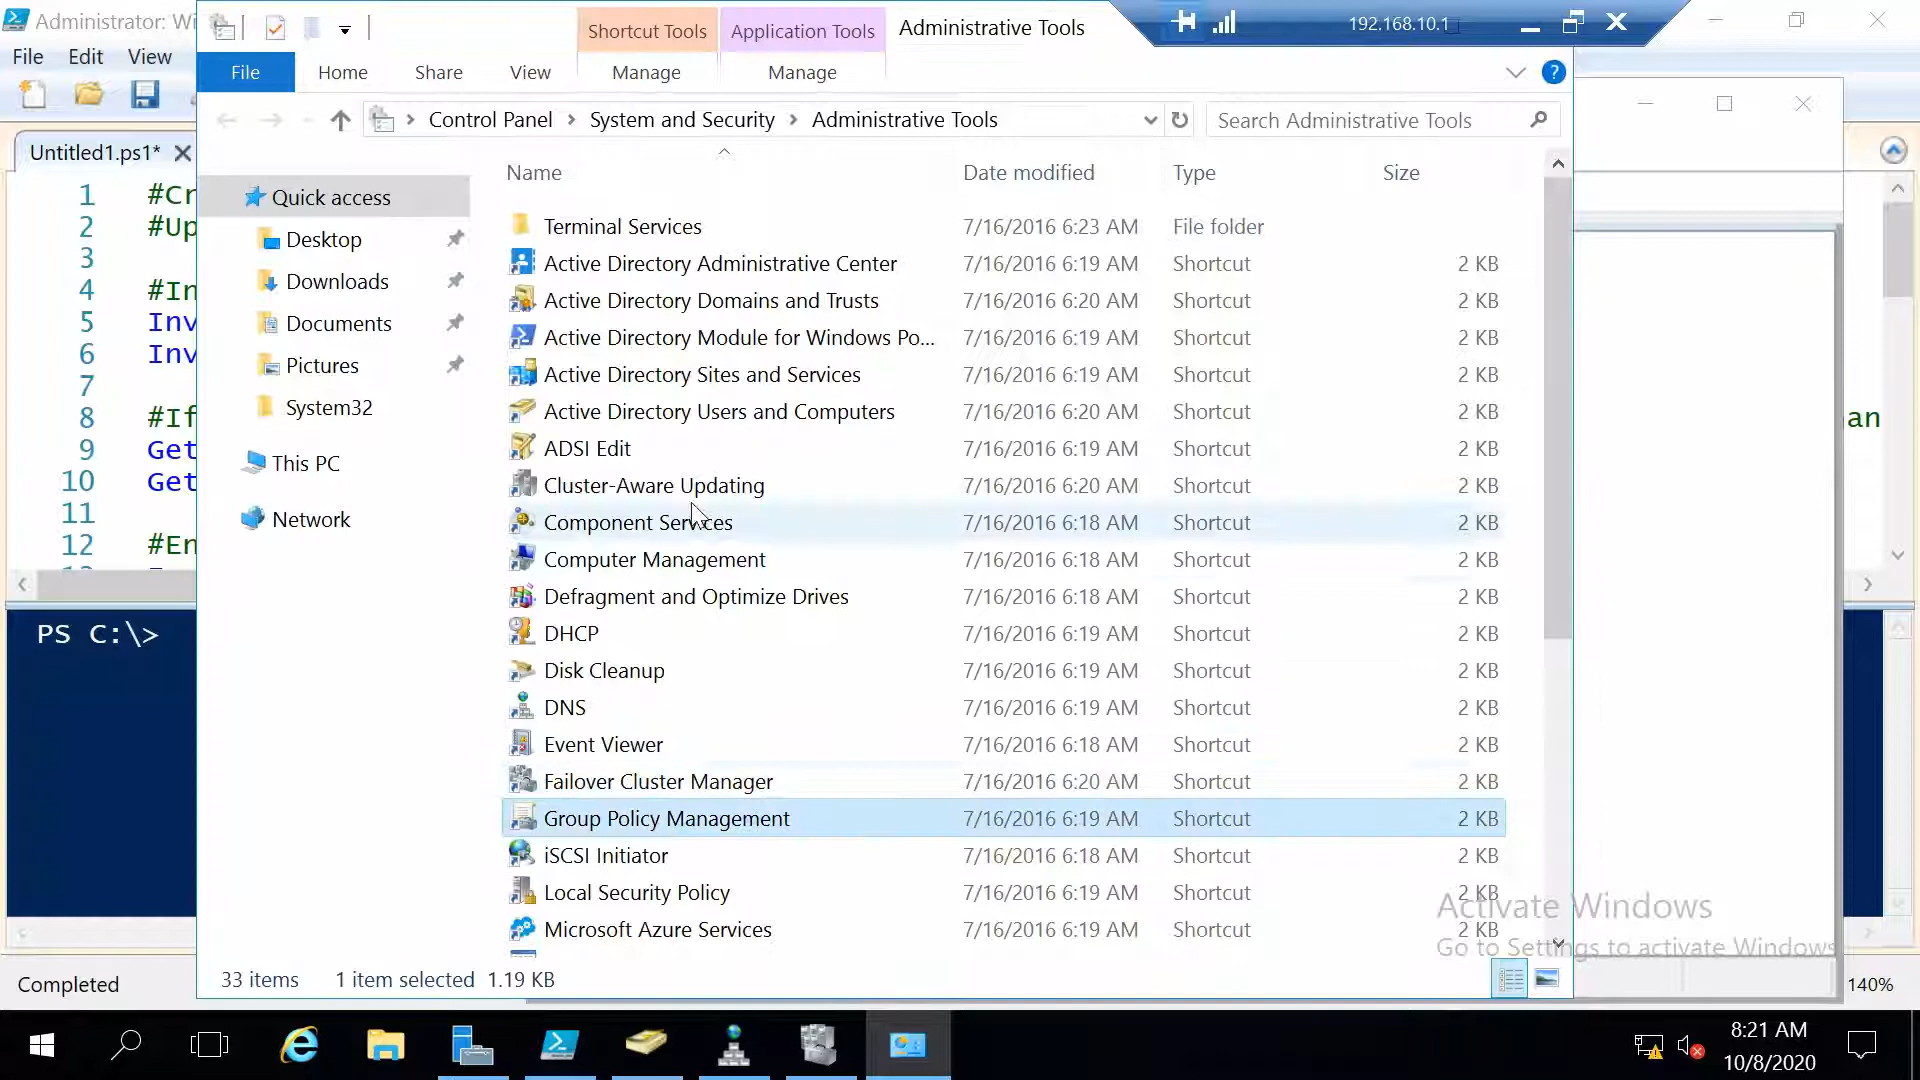 Administrator: Wi
File Edit View
Untitled1.ps1*
1 #Cr
2 #Up
3
4 #In
5 Inv
6 Inv
7
8 #If
9 Get
10 Get
11
12 #En
an
PS C:\>
Completed
140%
Shortcut Tools
Application Tools
Administrative Tools
192.168.10.1
File Home Share View Manage Manage
Control Panel System and Security Administrative Tools
Search Administrative Tools
Quick access
Desktop
Downloads
Documents
Pictures
System32
This PC
Network
Name Date modified Type Size
Terminal Services 7/16/2016 6:23 AM File folder
Active Directory Administrative Center 7/16/2016 6:19 AM Shortcut 2 KB
Active Directory Domains and Trusts 7/16/2016 6:20 AM Shortcut 2 KB
Active Directory Module for Windows Po... 7/16/2016 6:19 AM Shortcut 2 KB
Active Directory Sites and Services 7/16/2016 6:19 AM Shortcut 2 KB
Active Directory Users and Computers 7/16/2016 6:20 AM Shortcut 2 KB
ADSI Edit 7/16/2016 6:19 AM Shortcut 2 KB
Cluster-Aware Updating 7/16/2016 6:20 AM Shortcut 2 KB
Component Services 7/16/2016 6:18 AM Shortcut 2 KB
Computer Management 7/16/2016 6:18 AM Shortcut 2 KB
Defragment and Optimize Drives 7/16/2016 6:18 AM Shortcut 2 KB
DHCP 7/16/2016 6:19 AM Shortcut 2 KB
Disk Cleanup 7/16/2016 6:19 AM Shortcut 2 KB
DNS 7/16/2016 6:19 AM Shortcut 2 KB
Event Viewer 7/16/2016 6:18 AM Shortcut 2 KB
Failover Cluster Manager 7/16/2016 6:20 AM Shortcut 2 KB
Group Policy Management 7/16/2016 6:19 AM Shortcut 2 KB
iSCSI Initiator 7/16/2016 6:18 AM Shortcut 2 KB
Local Security Policy 7/16/2016 6:19 AM Shortcut 2 KB
Microsoft Azure Services 7/16/2016 6:19 AM Shortcut 2 KB
33 items 1 item selected 1.19 KB
Activate Windows
Go to Settings to activate Windows
8:21 AM
10/8/2020